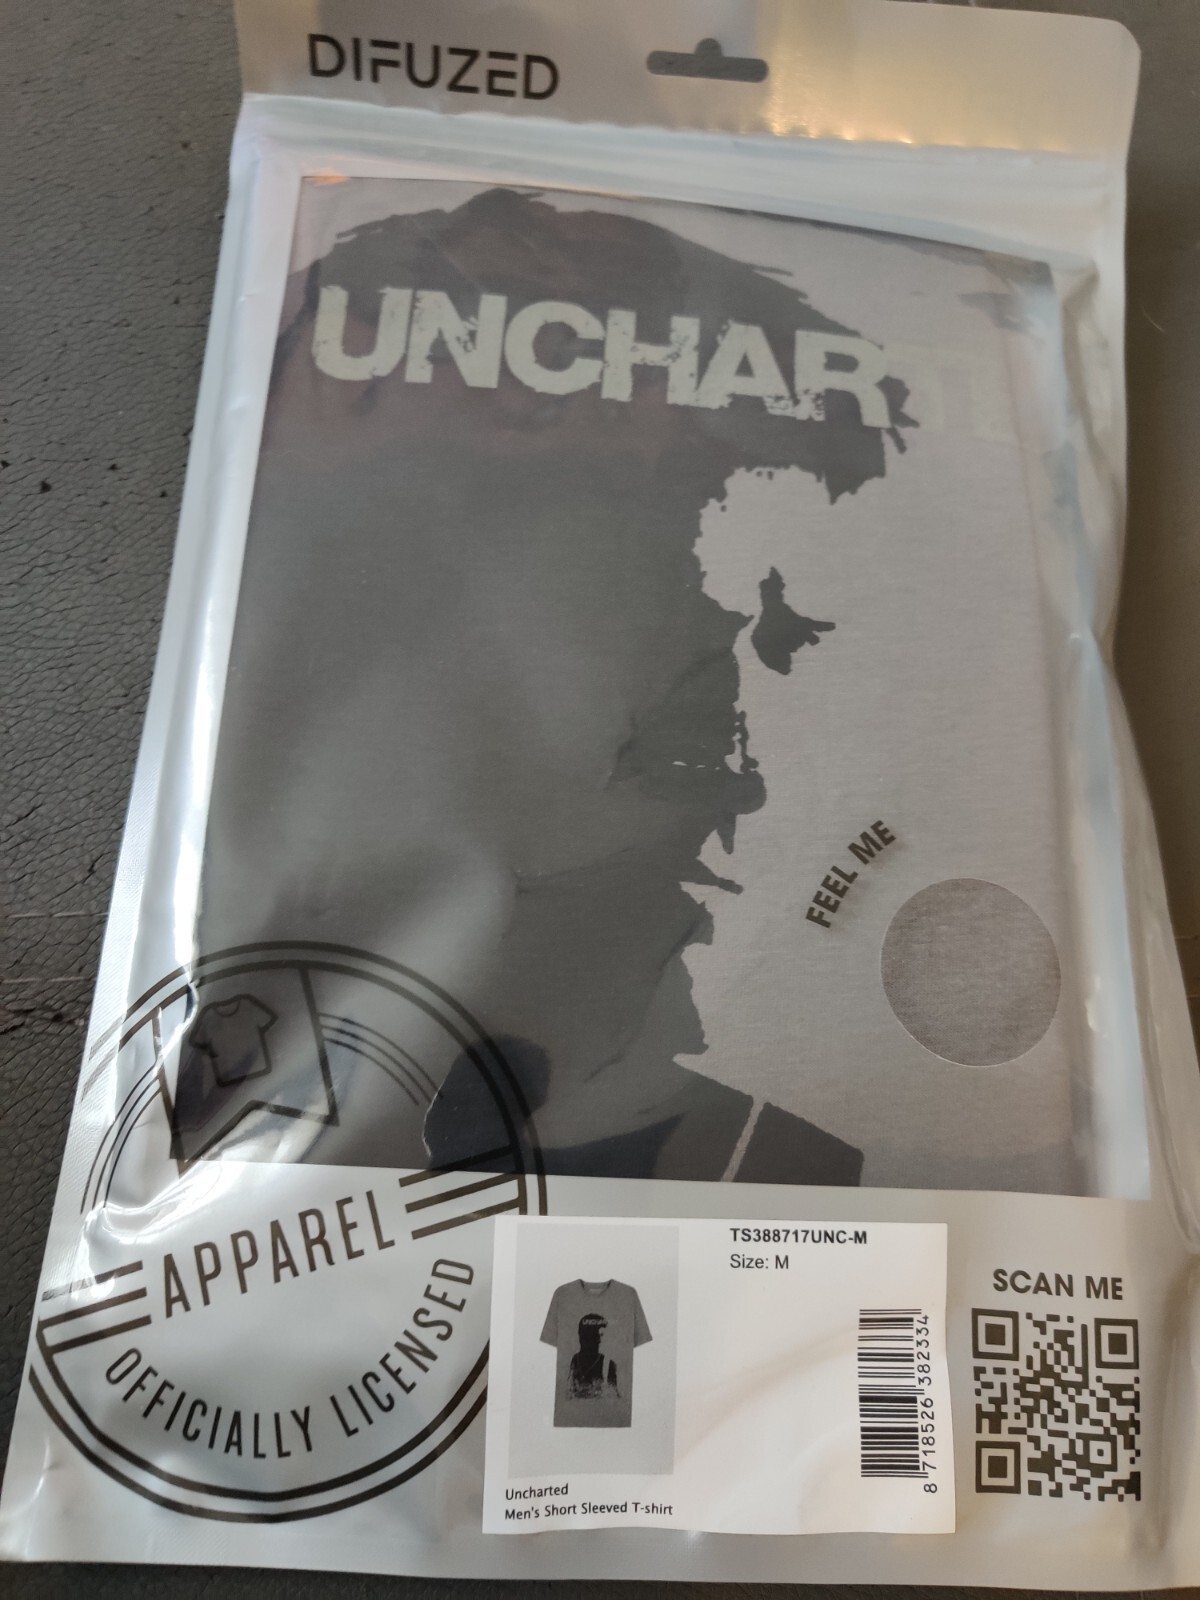 DIFUZED
UNCHARTE
FEEL ME
APPAREL
OFFICIALLY LICENSED
TS388717UNC-M
Size: M
UNCHAR
Uncharted
Men's Short Sleeved T-shirt
8 718526 382334
SCAN ME